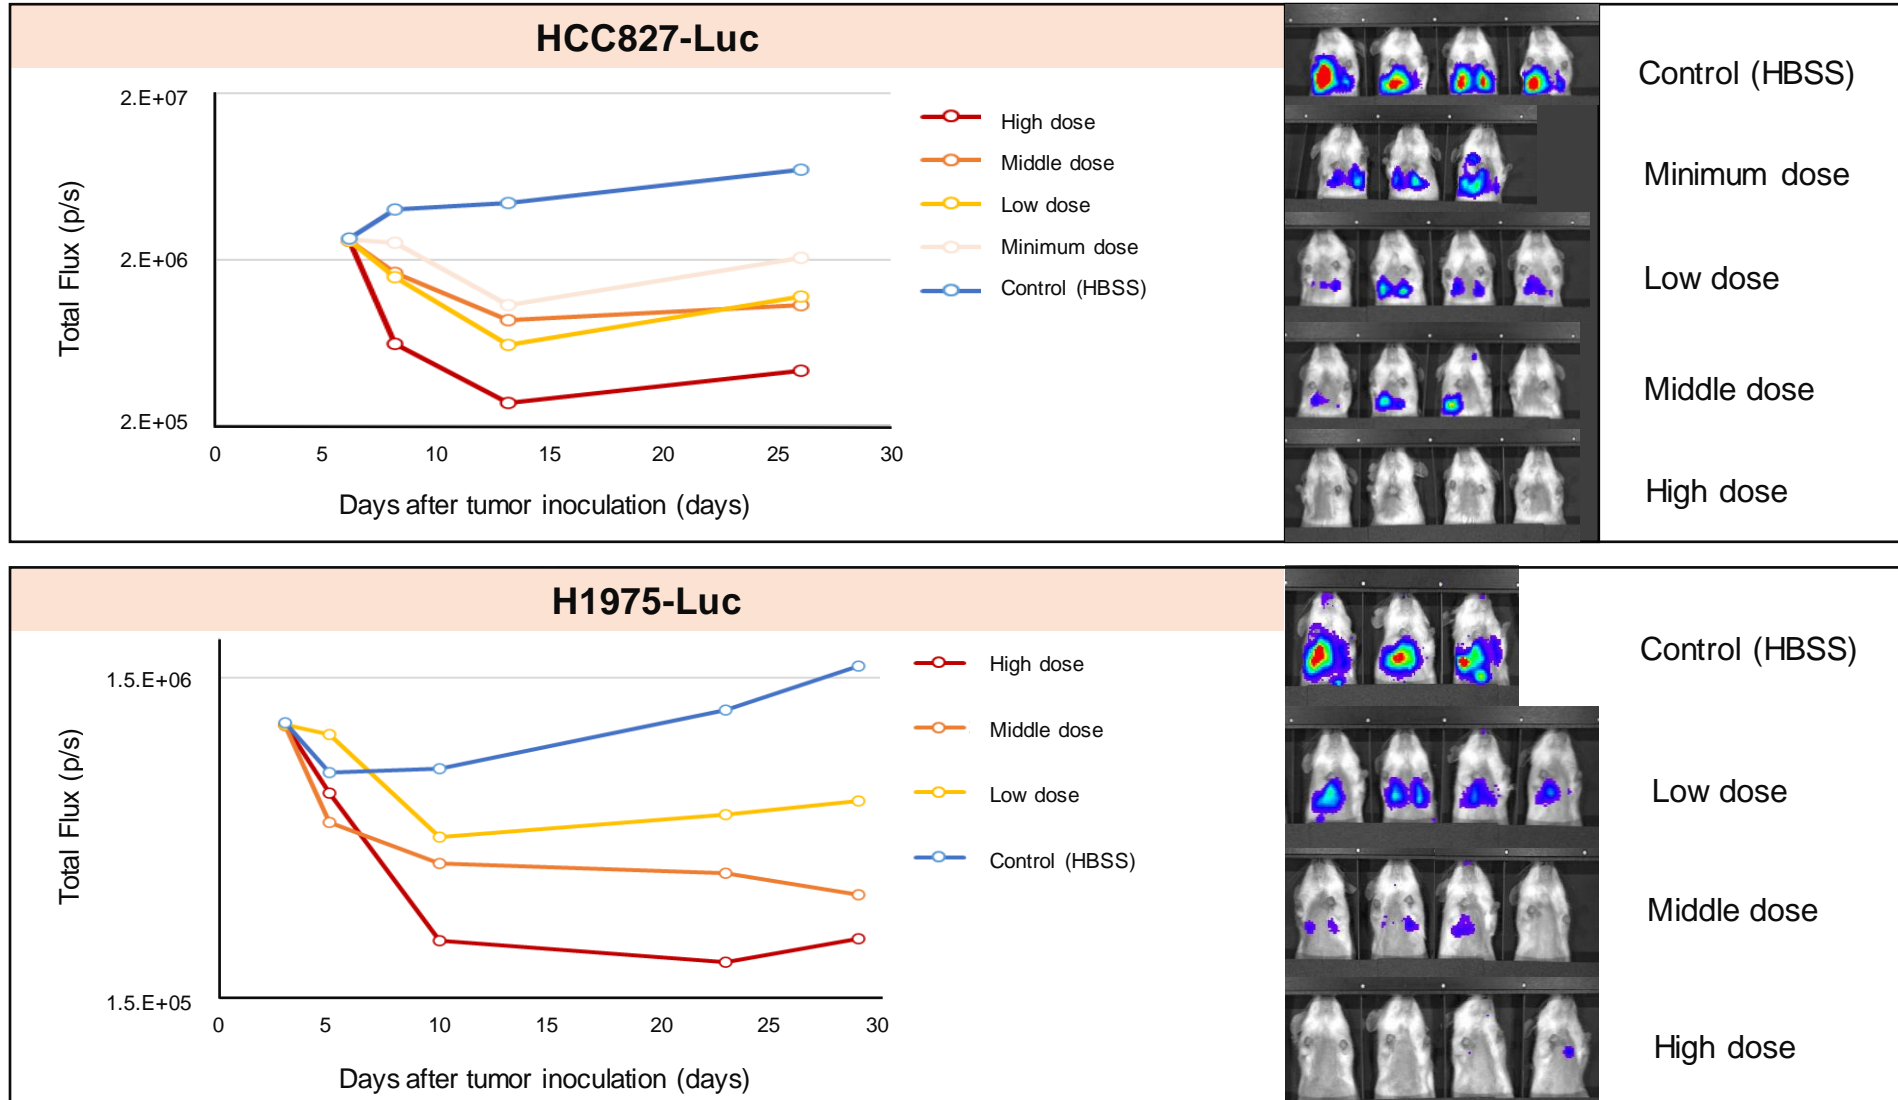 HCC827-Luc
2.E+07
2.E+06
2.E+05
Total Flux (p/s)
0 5 10 15 20 25 30
Days after tumor inoculation (days)
High dose
Middle dose
Low dose
Minimum dose
Control (HBSS)
Control (HBSS)
Minimum dose
Low dose
Middle dose
High dose
H1975-Luc
1.5.E+06
1.5.E+05
Total Flux (p/s)
0 5 10 15 20 25 30
Days after tumor inoculation (days)
High dose
Middle dose
Low dose
Control (HBSS)
Control (HBSS)
Low dose
Middle dose
High dose